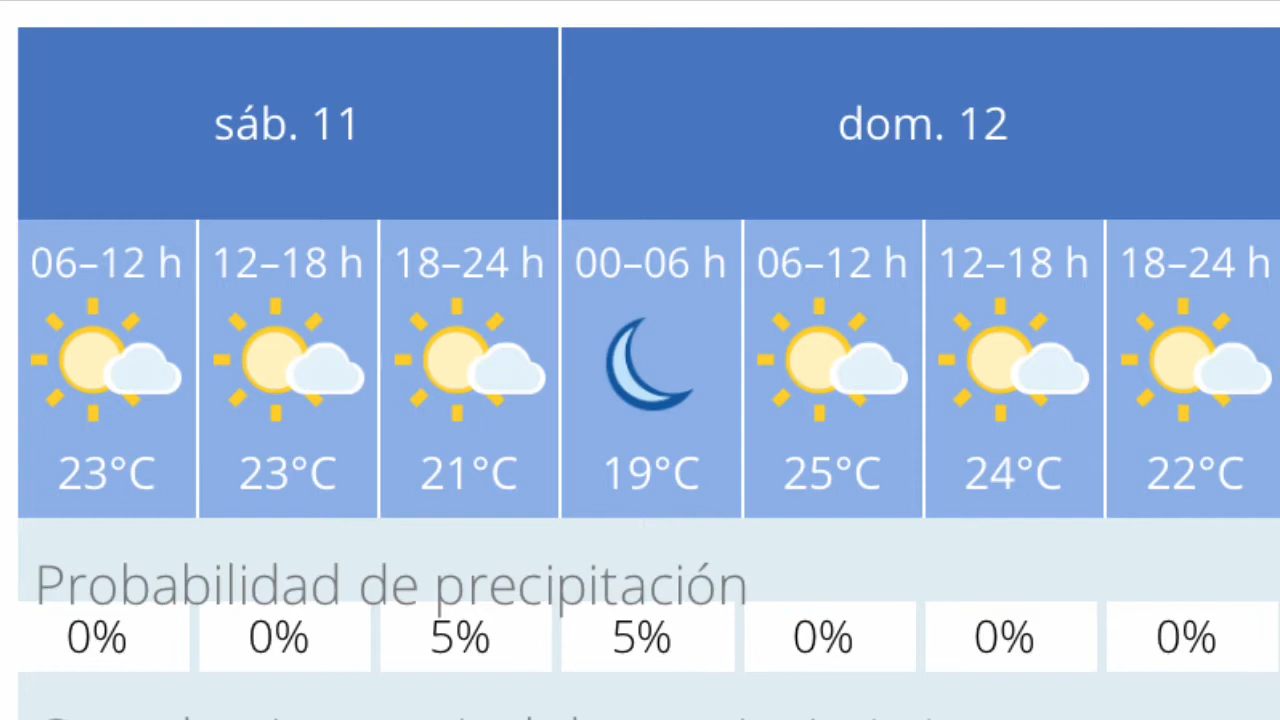 sáb. 11 dom. 12
06–12 h 12–18 h 18–24 h 00–06 h 06–12 h 12–18 h 18–24 h
23°C 23°C 21°C 19°C 25°C 24°C 22°C
Probabilidad de precipitación
0% 0% 5% 5% 0% 0% 0%